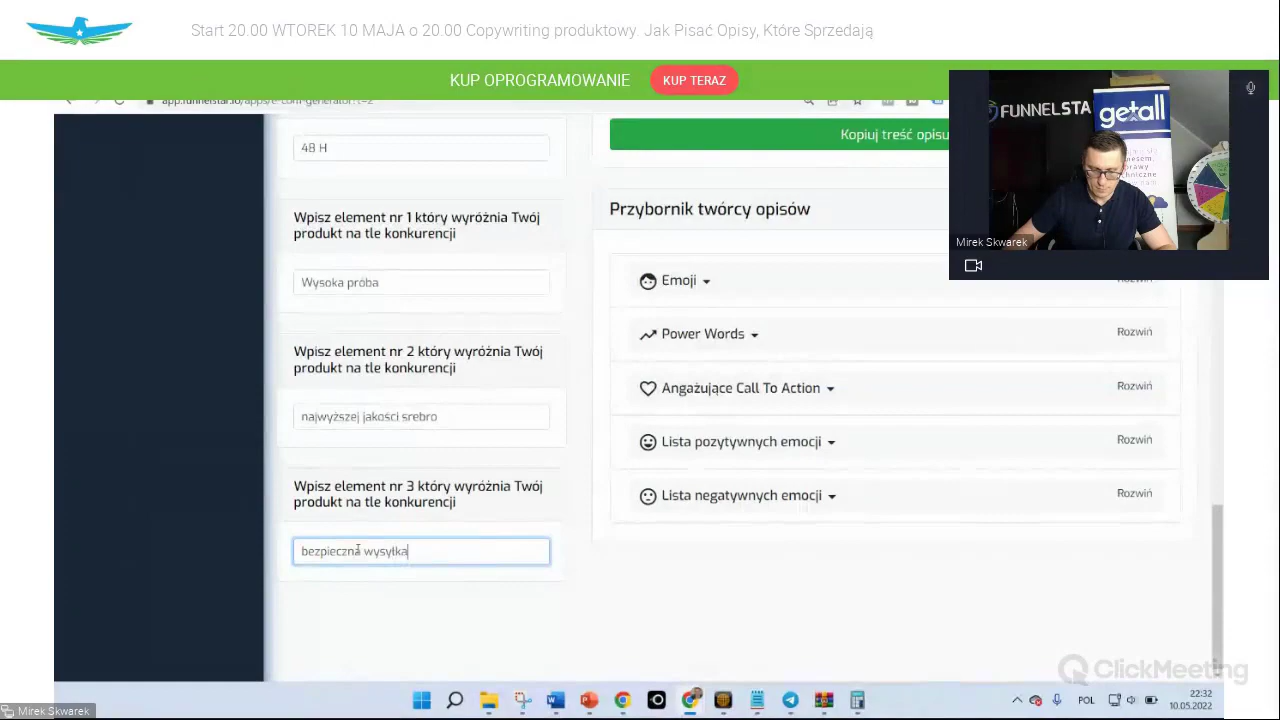 Start 20.00 WTOREK 10 MAJA o 20.00 Copywriting produktowy. Jak Pisać Opisy, Które Sprzedają
KUP OPROGRAMOWANIE
KUP TERAZ
48 H
Wpisz element nr 1 który wyróżnia Twój
produkt na tle konkurencji
Wysoka próba
Wpisz element nr 2 który wyróżnia Twój
produkt na tle konkurencji
najwyższej jakości srebro
Wpisz element nr 3 który wyróżnia Twój
produkt na tle konkurencji
bezpieczna wysyłka
Kopiuj treść opisu
Przybornik twórcy opisów
Emoji
Rozwiń
Power Words
Rozwiń
Angażujące Call To Action
Rozwiń
Lista pozytywnych emocji
Rozwiń
Lista negatywnych emocji
Rozwiń
FUNNELSTA
getall
Mirek Skwarek
ClickMeeting
POL
22:32
10.05.2022
Mirek Skwarek